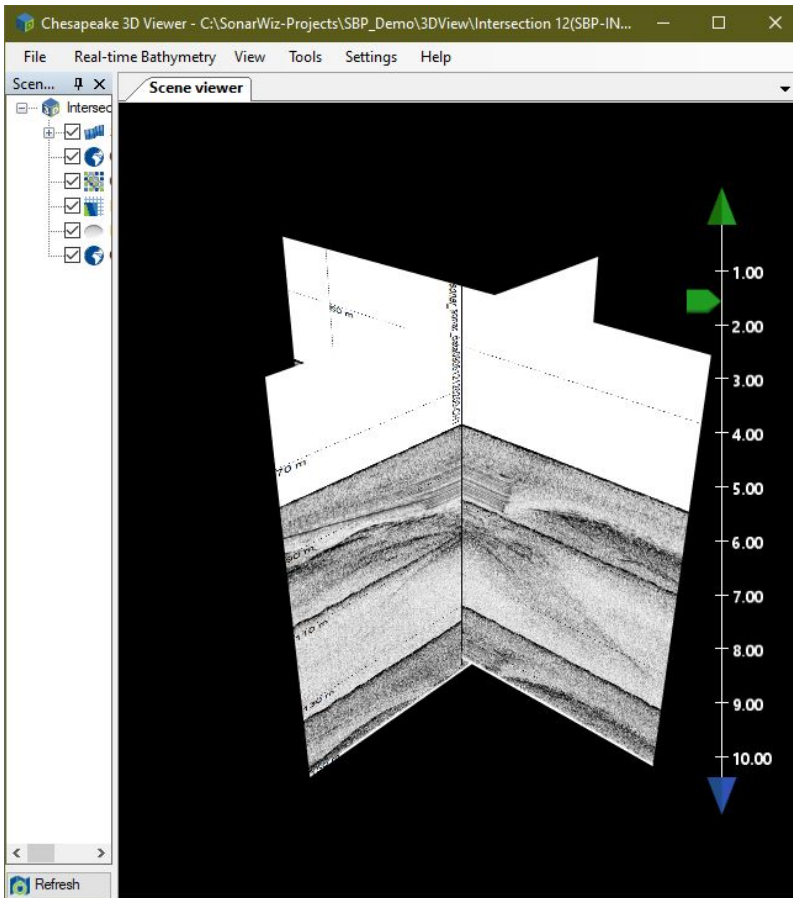 Chesapeake 3D Viewer - C:\SonarWiz-Projects\SBP_Demo\3DView\Intersection 12(SBP-IN...
File Real-time Bathymetry View Tools Settings Help
Scen...
Scene viewer
Intersec
1.00
2.00
3.00
4.00
5.00
6.00
7.00
8.00
9.00
10.00
70 m
110 m
130 m
Refresh